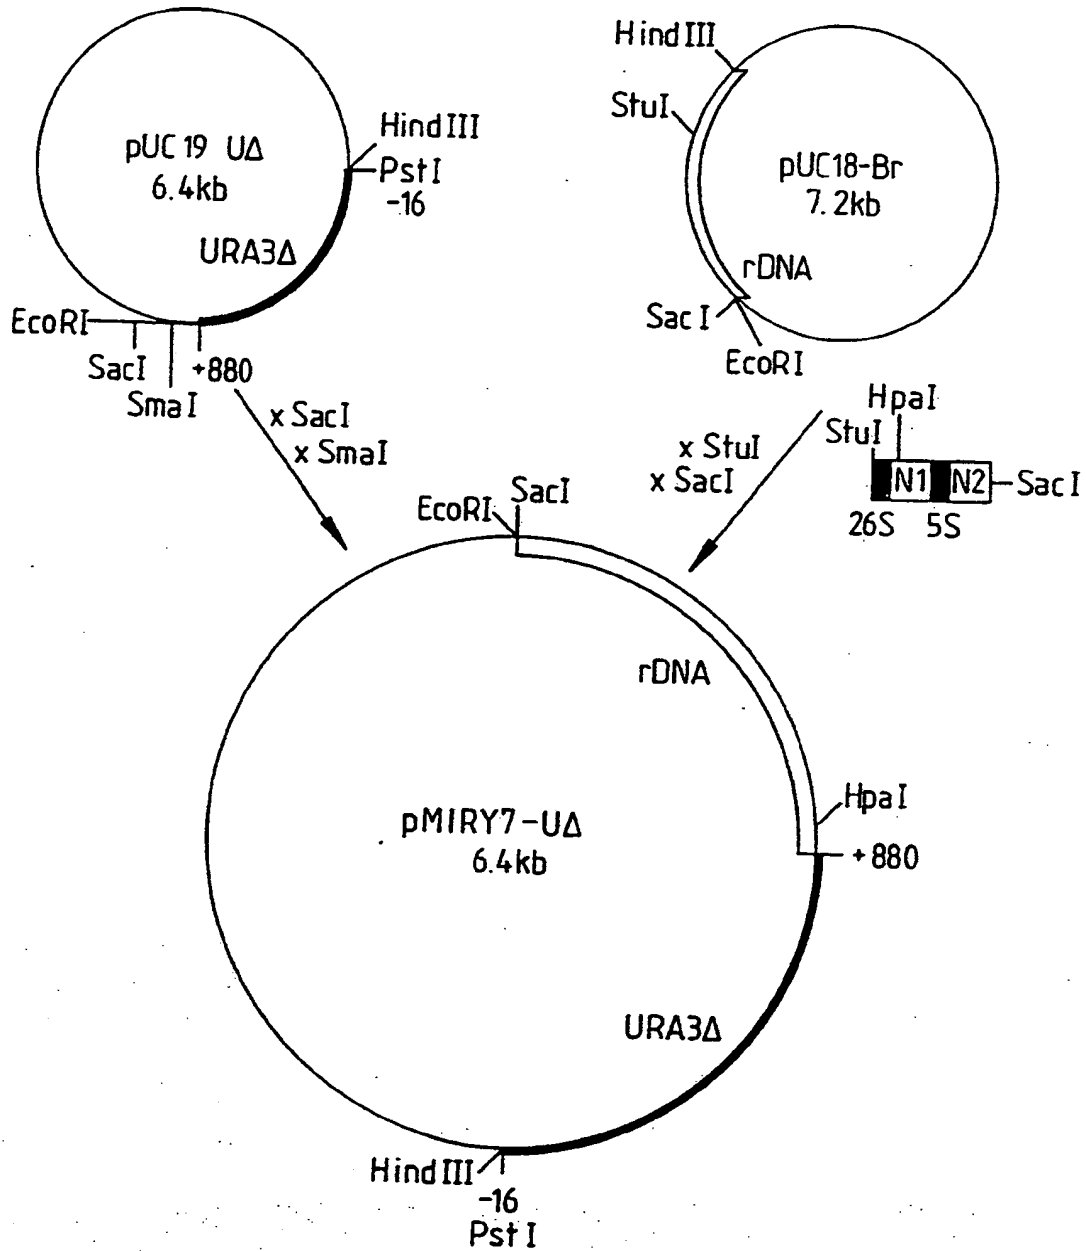 pUC19 UΔ
6.4kb
HindIII
PstI
-16
URA3Δ
EcoRI
SacI
SmaI
+880
HindIII
StuI
pUC18-Br
7.2kb
rDNA
SacI
EcoRI
x SacI
x SmaI
x StuI
x SacI
HpaI
StuI
N1
N2
SacI
26S
5S
EcoRI
SacI
rDNA
HpaI
+880
pMIRY7-UΔ
6.4kb
URA3Δ
HindIII
-16
PstI